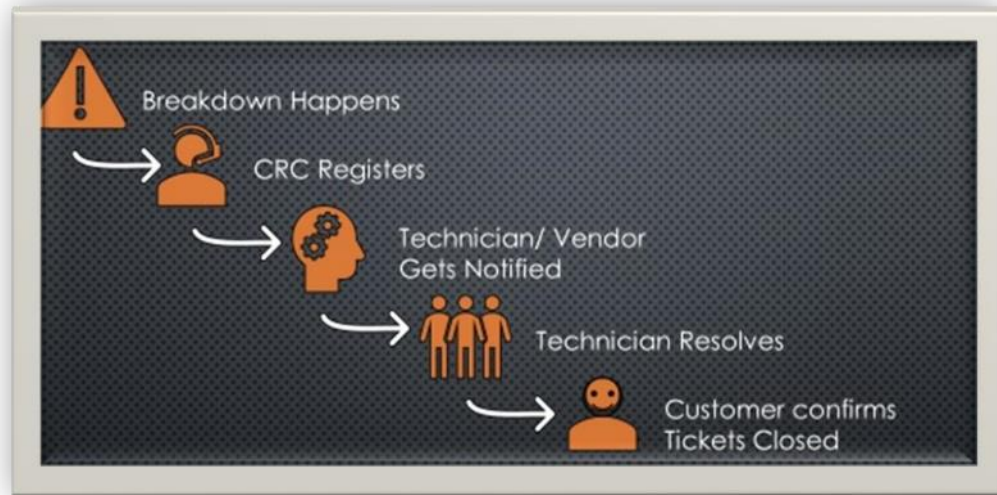 Breakdown Happens
CRC Registers
Technician/ Vendor
Gets Notified
Technician Resolves
Customer confirms
Tickets Closed